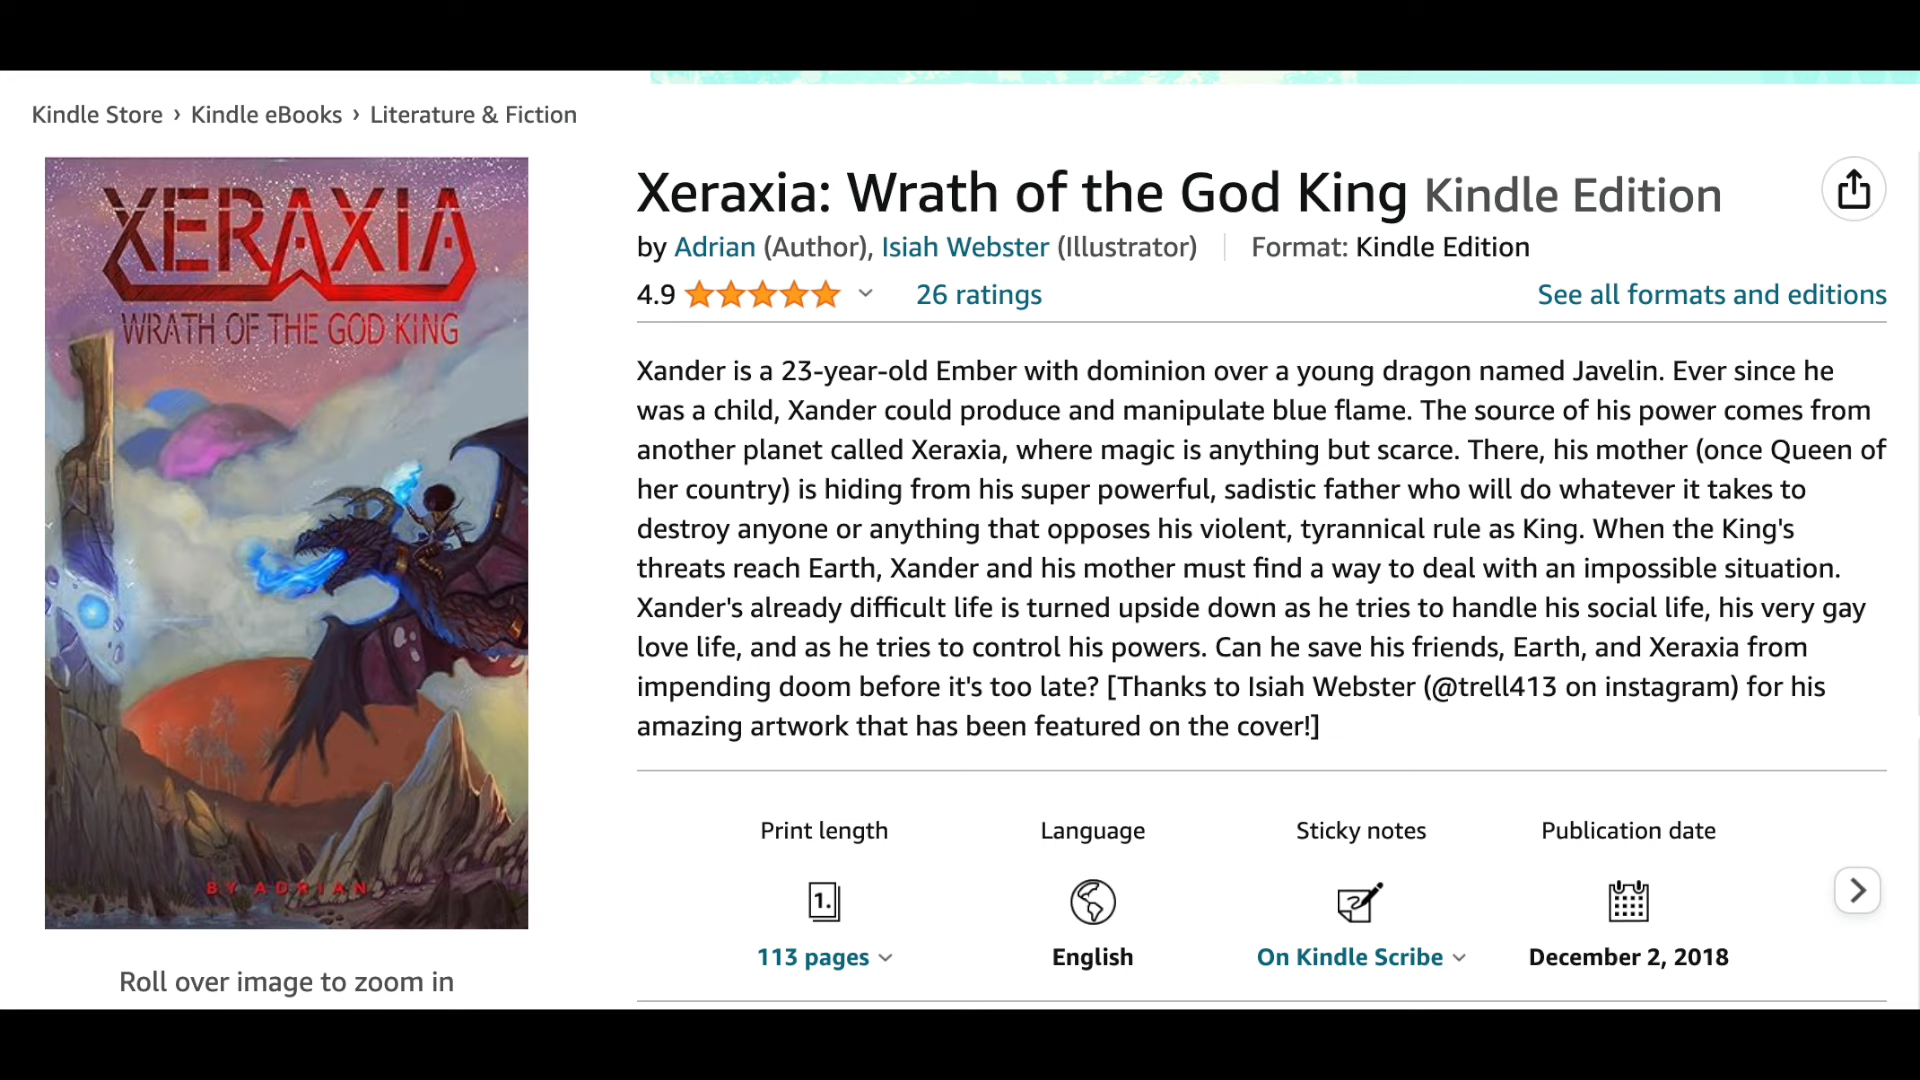 Kindle Store › Kindle eBooks › Literature & Fiction
XERAXIA
WRATH OF THE GOD KING
BY ADRIAN
Roll over image to zoom in
Xeraxia: Wrath of the God King Kindle Edition
by Adrian (Author), Isiah Webster (Illustrator) Format: Kindle Edition
4.9 26 ratings See all formats and editions
Xander is a 23-year-old Ember with dominion over a young dragon named Javelin. Ever since he
was a child, Xander could produce and manipulate blue flame. The source of his power comes from
another planet called Xeraxia, where magic is anything but scarce. There, his mother (once Queen of
her country) is hiding from his super powerful, sadistic father who will do whatever it takes to
destroy anyone or anything that opposes his violent, tyrannical rule as King. When the King's
threats reach Earth, Xander and his mother must find a way to deal with an impossible situation.
Xander's already difficult life is turned upside down as he tries to handle his social life, his very gay
love life, and as he tries to control his powers. Can he save his friends, Earth, and Xeraxia from
impending doom before it's too late? [Thanks to Isiah Webster (@trell413 on instagram) for his
amazing artwork that has been featured on the cover!]
Print length Language Sticky notes Publication date
1.
113 pages English On Kindle Scribe December 2, 2018